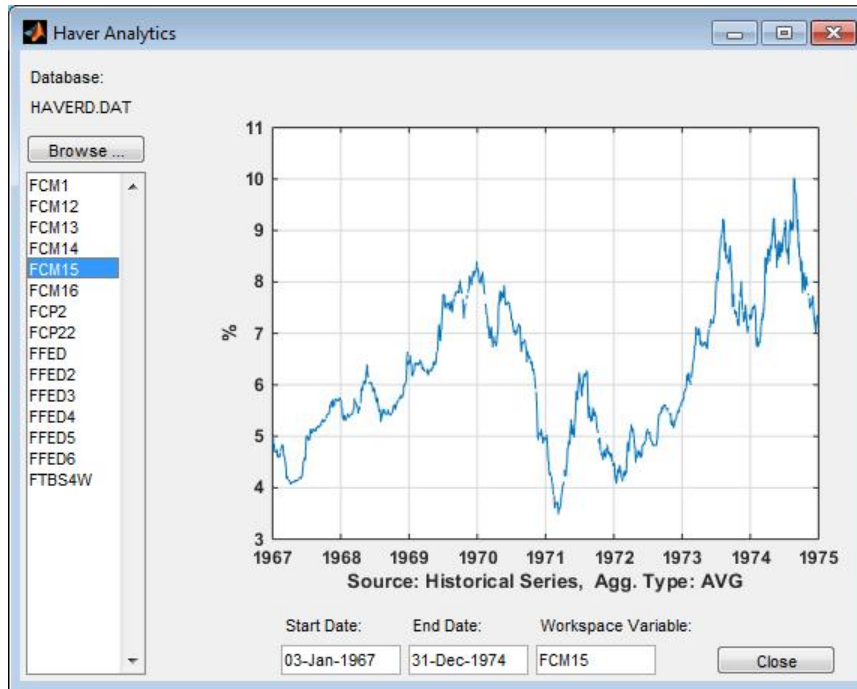 Haver Analytics
Database:
HAVERD.DAT
Browse ...
FCM1
FCM12
FCM13
FCM14
FCM15
FCM16
FCP2
FCP22
FFED
FFED2
FFED3
FFED4
FFED5
FFED6
FTBS4W
11
10
9
8
7
6
5
4
3
%
1967 1968 1969 1970 1971 1972 1973 1974 1975
Source: Historical Series, Agg. Type: AVG
Start Date: End Date: Workspace Variable:
03-Jan-1967 31-Dec-1974 FCM15 Close